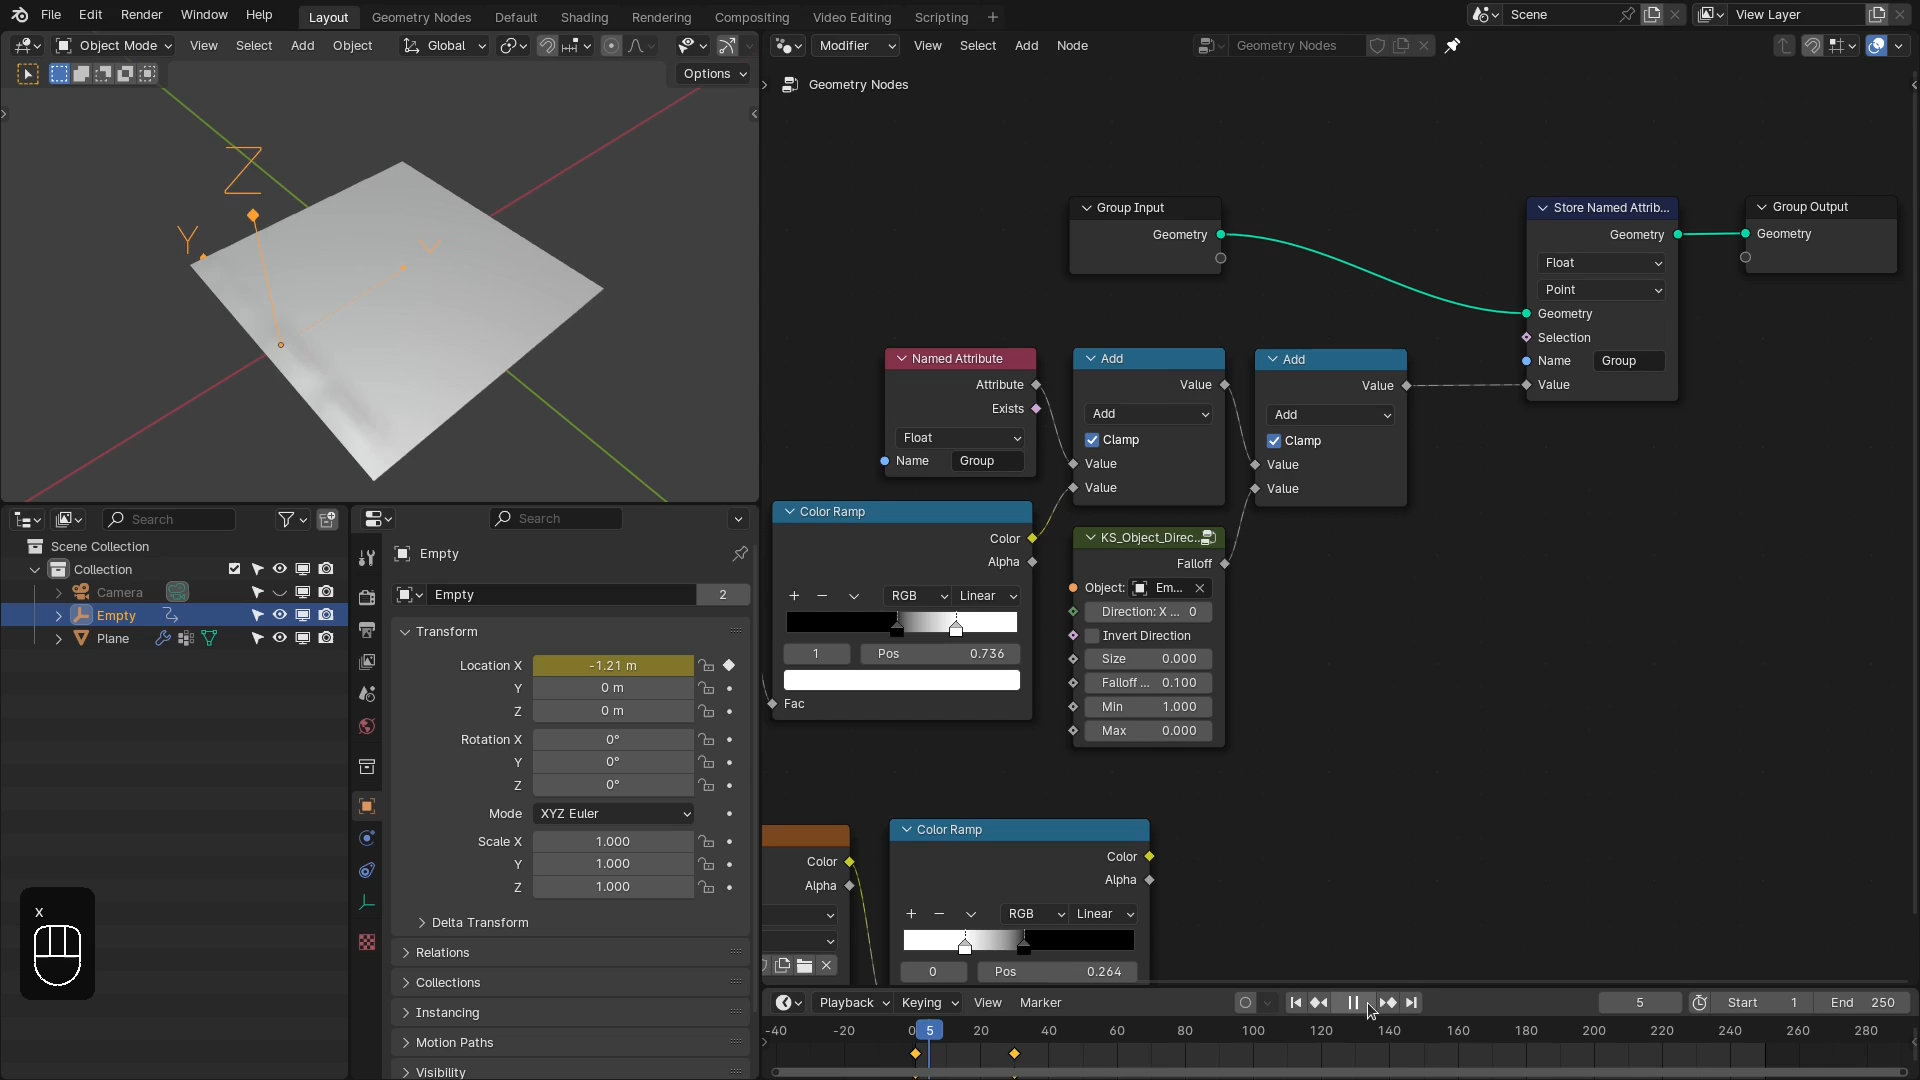 File Edit Render Window Help
Layout Geometry Nodes Default Shading Rendering Compositing Video Editing Scripting +
Scene
View Layer
Object Mode View Select Add Object
Global
Options
Z
Y
Modifier View Select Add Node
Geometry Nodes
Geometry Nodes
Group Input
Geometry
Store Named Attrib...
Geometry
Float
Point
Geometry
Selection
Name Group
Value
Group Output
Geometry
Named Attribute
Attribute
Exists
Float
Name Group
Add
Value
Add
Clamp
Value
Value
Add
Value
Add
Clamp
Value
Value
Color Ramp
Color
Alpha
RGB Linear
1 Pos 0.736
Fac
KS_Object_Direc...
Falloff
Object: Em...
Direction: X ... 0
Invert Direction
Size 0.000
Falloff ... 0.100
Min 1.000
Max 0.000
Color
Alpha
Color Ramp
Color
Alpha
RGB Linear
0 Pos 0.264
Search
Scene Collection
Collection
Camera
Empty
Plane
x
Search
Empty
Empty 2
Transform
Location X -1.21 m
Y 0 m
Z 0 m
Rotation X 0°
Y 0°
Z 0°
Mode XYZ Euler
Scale X 1.000
Y 1.000
Z 1.000
Delta Transform
Relations
Collections
Instancing
Motion Paths
Visibility
Playback Keying View Marker
5 Start 1 End 250
-40 -20 0 5 20 40 60 80 100 120 140 160 180 200 220 240 260 280